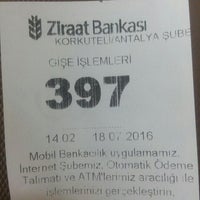 Ziraat Bankası
KORKUTELİ/ANTALYA ŞUBE
GİŞE İŞLEMLERİ
397
14:02 18.07.2016
Mobil Bankacılık uygulamamız,
İnternet Şubemiz, Otomatik Ödeme
Talimatı ve ATM'lerimiz aracılığı ile
işlemlerinizi gerçekleştirin.